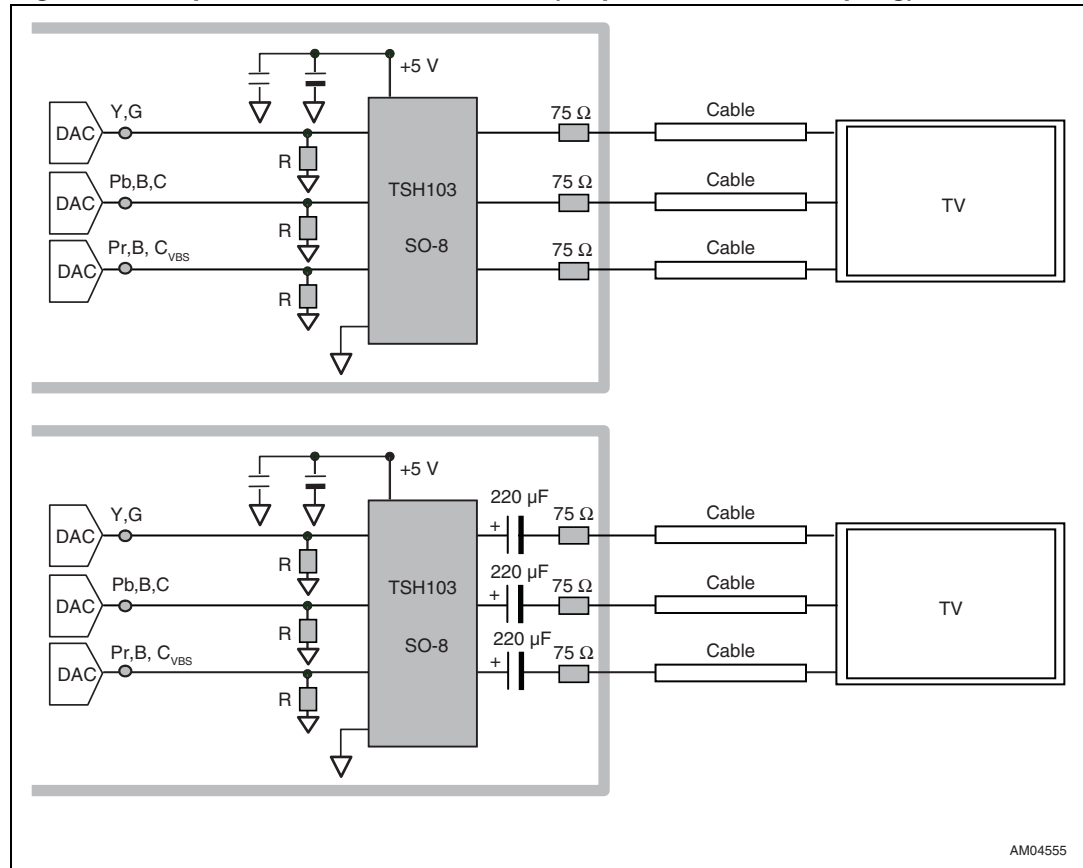 +5 V
Y,G
DAC
R
Pb,B,C
DAC
R
Pr,B, CVBS
DAC
R
TSH103
SO-8
75 Ω
75 Ω
75 Ω
Cable
Cable
Cable
TV
+5 V
Y,G
DAC
R
Pb,B,C
DAC
R
Pr,B, CVBS
DAC
R
TSH103
SO-8
220 µF
+
75 Ω
220 µF
+
75 Ω
220 µF
+
75 Ω
Cable
Cable
Cable
TV
AM04555